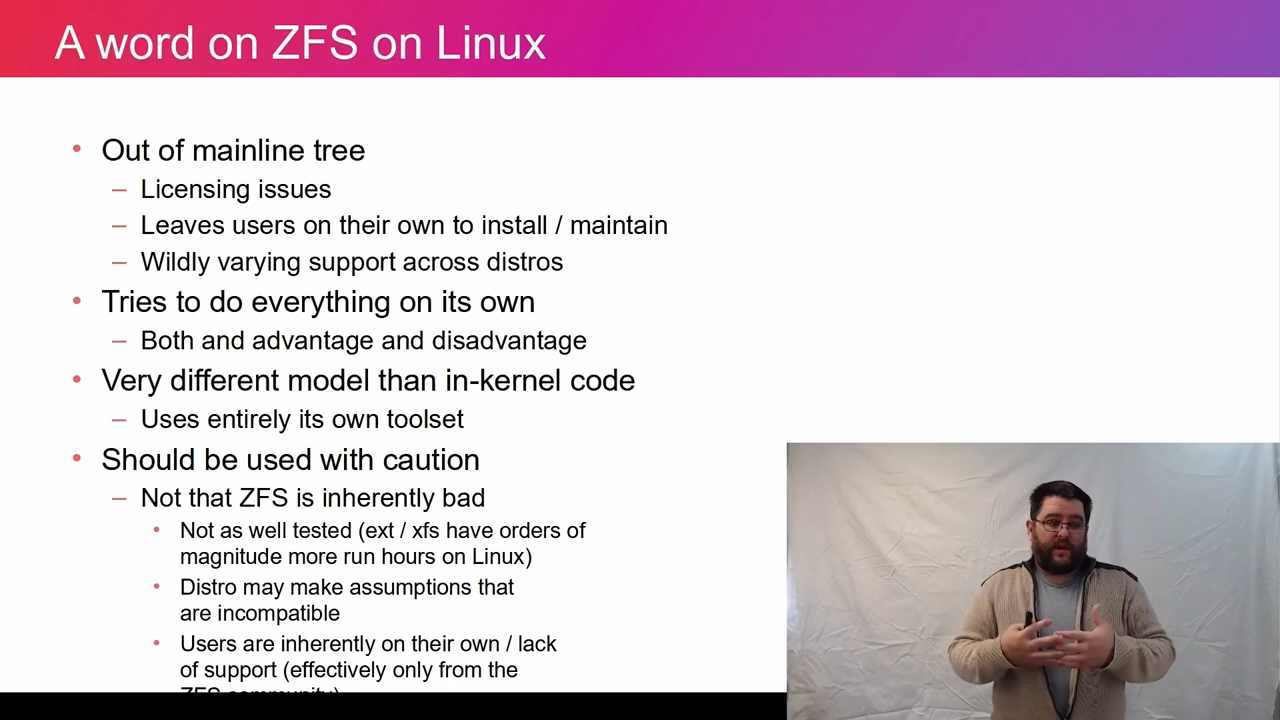 A word on ZFS on Linux
• Out of mainline tree
– Licensing issues
– Leaves users on their own to install / maintain
– Wildly varying support across distros
• Tries to do everything on its own
– Both and advantage and disadvantage
• Very different model than in-kernel code
– Uses entirely its own toolset
• Should be used with caution
– Not that ZFS is inherently bad
• Not as well tested (ext / xfs have orders of
magnitude more run hours on Linux)
• Distro may make assumptions that
are incompatible
• Users are inherently on their own / lack
of support (effectively only from the
ZFS community)